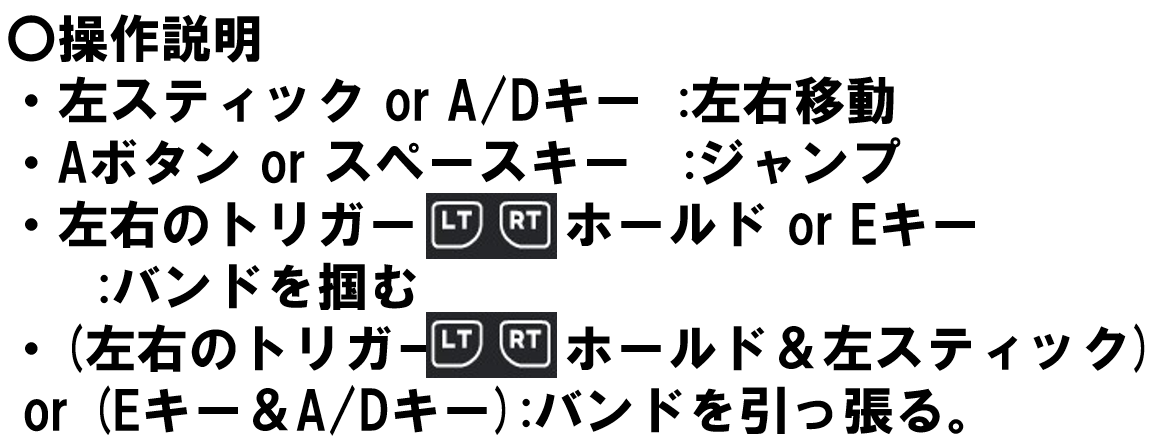 〇操作説明
・左スティック or A/Dキー :左右移動
・Aボタン or スペースキー :ジャンプ
・左右のトリガー LT RT ホールド or Eキー
:バンドを掴む
・(左右のトリガー LT RT ホールド＆左スティック)
or (Eキー＆A/Dキー):バンドを引っ張る。